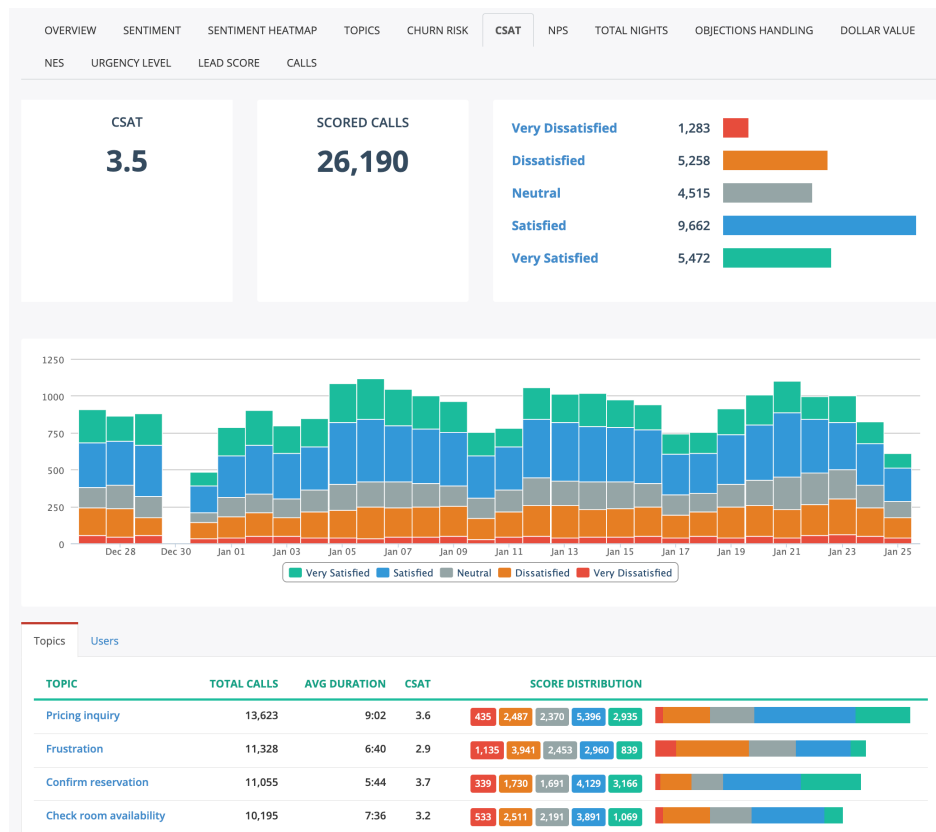 OVERVIEW SENTIMENT SENTIMENT HEATMAP TOPICS CHURN RISK CSAT NPS TOTAL NIGHTS OBJECTIONS HANDLING DOLLAR VALUE
NES URGENCY LEVEL LEAD SCORE CALLS
CSAT
3.5
SCORED CALLS
26,190
Very Dissatisfied 1,283
Dissatisfied 5,258
Neutral 4,515
Satisfied 9,662
Very Satisfied 5,472
1250
1000
750
500
250
0
Dec 28 Dec 30 Jan 01 Jan 03 Jan 05 Jan 07 Jan 09 Jan 11 Jan 13 Jan 15 Jan 17 Jan 19 Jan 21 Jan 23 Jan 25
Very Satisfied Satisfied Neutral Dissatisfied Very Dissatisfied
Topics Users
TOPIC TOTAL CALLS AVG DURATION CSAT SCORE DISTRIBUTION
Pricing inquiry 13,623 9:02 3.6 435 2,487 2,370 5,396 2,935
Frustration 11,328 6:40 2.9 1,135 3,941 2,453 2,960 839
Confirm reservation 11,055 5:44 3.7 339 1,730 1,691 4,129 3,166
Check room availability 10,195 7:36 3.2 533 2,511 2,191 3,891 1,069